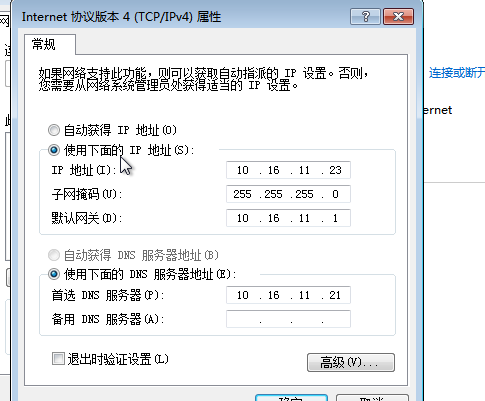 Internet 协议版本 4 (TCP/IPv4) 属性
常规
如果网络支持此功能，则可以获取自动指派的 IP 设置。否则，
您需要从网络系统管理员处获得适当的 IP 设置。
连接或断于
ernet
自动获得 IP 地址(O)
使用下面的 IP 地址(S):
IP 地址(I): 10 . 16 . 11 . 23
子网掩码(U): 255 .255 .255 . 0
默认网关(D): 10 . 16 . 11 . 1
自动获得 DNS 服务器地址(B)
使用下面的 DNS 服务器地址(E):
首选 DNS 服务器(P): 10 . 16 . 11 . 21
备用 DNS 服务器(A): . . .
退出时验证设置(L)
高级(V)...
确定
取消